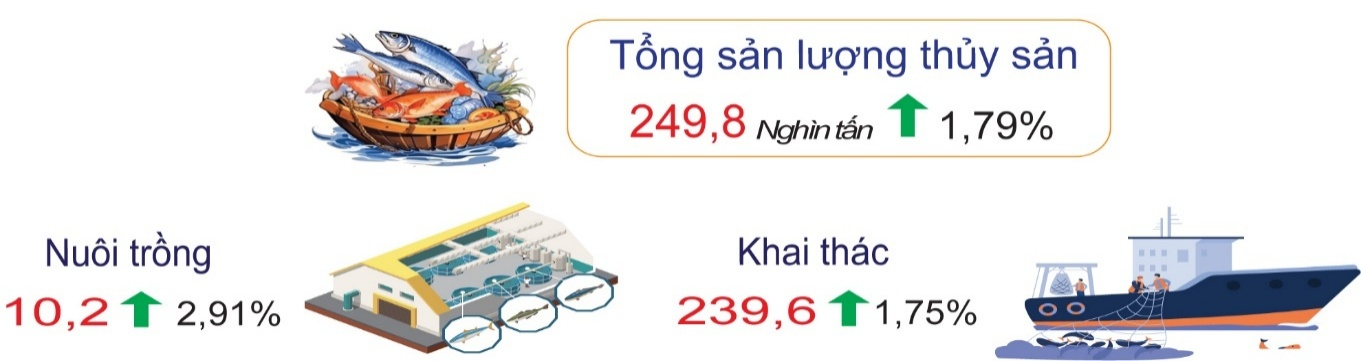 Tổng sản lượng thủy sản
249,8 Nghìn tấn 1,79%
Nuôi trồng
10,2 2,91%
Khai thác
239,6 1,75%